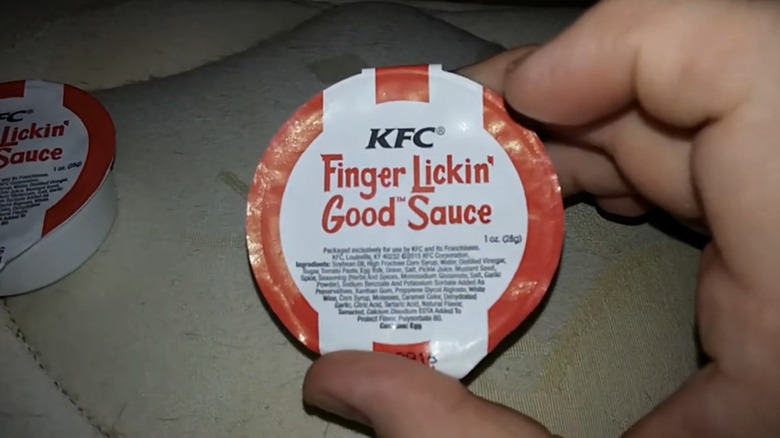 KFC®
Lickin'
Sauce
1 oz. (28g)
KFC®
Finger Lickin'
Good™ Sauce
1 oz. (28g)
Packaged exclusively for use by KFC and its Franchisees.
KFC, Louisville, KY 40232 ©2015 KFC Corporation.
Ingredients: Soybean Oil, High Fructose Corn Syrup, Water, Distilled Vinegar,
Sugar, Tomato Paste, Egg Yolk, Onion, Salt, Pickle Juice, Mustard Seed,
Spice, Seasoning (Herbs And Spices, Monosodium Glutamate, Salt, Garlic
Powder), Sodium Benzoate And Potassium Sorbate Added As
Preservatives, Xanthan Gum, Propylene Glycol Alginate, White
Wine, Corn Syrup, Molasses, Caramel Color, Dehydrated
Garlic, Citric Acid, Tartaric Acid, Natural Flavor,
Tamarind, Calcium Disodium EDTA Added To
Protect Flavor, Polysorbate 80.
Contains: Egg